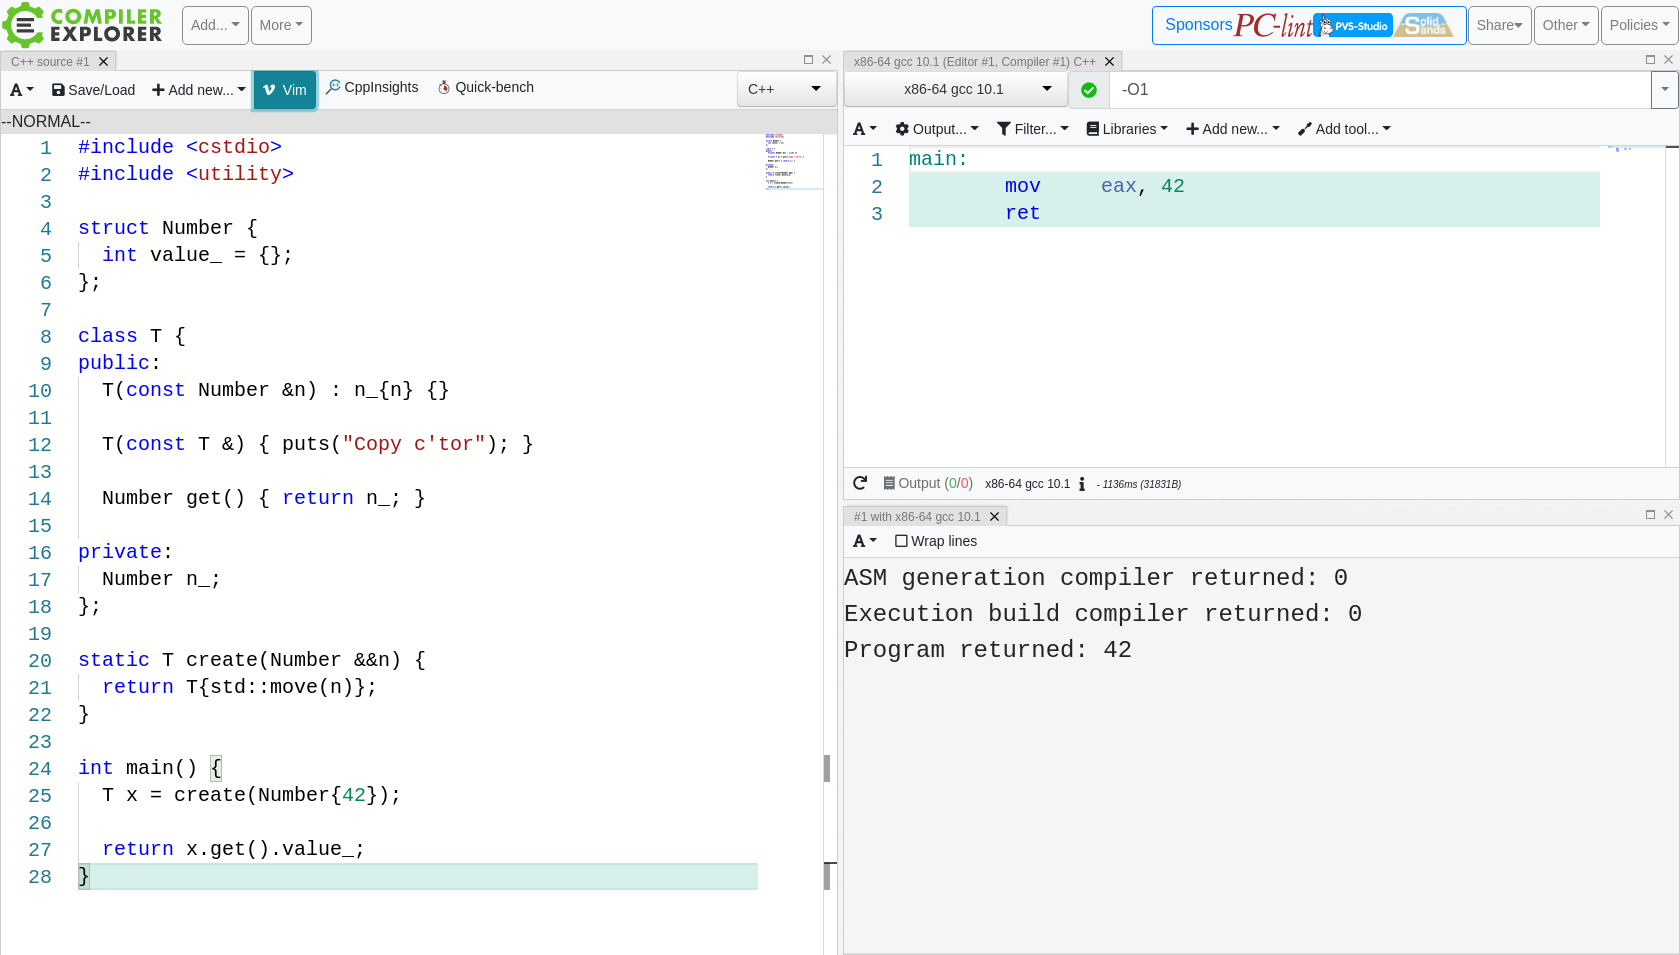 COMPILER
EXPLORER
Add...
More
Sponsors
PC-lint
PVS-Studio
Solid
Sands
Share
Other
Policies
C++ source #1
A
Save/Load
Add new...
Vim
CppInsights
Quick-bench
C++
--NORMAL--
1 #include <cstdio>
2 #include <utility>
3
4 struct Number {
5   int value_ = {};
6 };
7
8 class T {
9 public:
10   T(const Number &n) : n_{n} {}
11
12   T(const T &) { puts("Copy c'tor"); }
13
14   Number get() { return n_; }
15
16 private:
17   Number n_;
18 };
19
20 static T create(Number &&n) {
21   return T{std::move(n)};
22 }
23
24 int main() {
25   T x = create(Number{42});
26
27   return x.get().value_;
28 }
x86-64 gcc 10.1 (Editor #1, Compiler #1) C++
x86-64 gcc 10.1
-O1
A
Output...
Filter...
Libraries
Add new...
Add tool...
1 main:
2         mov     eax, 42
3         ret
Output (0/0) x86-64 gcc 10.1 i - 1136ms (31831B)
#1 with x86-64 gcc 10.1
A
Wrap lines
ASM generation compiler returned: 0
Execution build compiler returned: 0
Program returned: 42